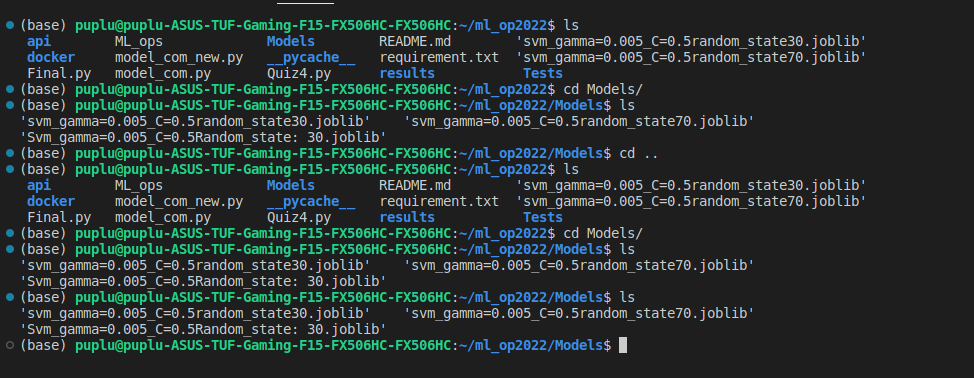 (base) puplu@puplu-ASUS-TUF-Gaming-F15-FX506HC-FX506HC:~/ml_op2022$ ls
api ML_ops Models README.md 'svm_gamma=0.005_C=0.5random_state30.joblib'
docker model_com_new.py __pycache__ requirement.txt 'svm_gamma=0.005_C=0.5random_state70.joblib'
Final.py model_com.py Quiz4.py results Tests
(base) puplu@puplu-ASUS-TUF-Gaming-F15-FX506HC-FX506HC:~/ml_op2022$ cd Models/
(base) puplu@puplu-ASUS-TUF-Gaming-F15-FX506HC-FX506HC:~/ml_op2022/Models$ ls
'svm_gamma=0.005_C=0.5random_state30.joblib' 'svm_gamma=0.005_C=0.5random_state70.joblib'
'Svm_gamma=0.005_C=0.5Random_state: 30.joblib'
(base) puplu@puplu-ASUS-TUF-Gaming-F15-FX506HC-FX506HC:~/ml_op2022/Models$ cd ..
(base) puplu@puplu-ASUS-TUF-Gaming-F15-FX506HC-FX506HC:~/ml_op2022$ ls
api ML_ops Models README.md 'svm_gamma=0.005_C=0.5random_state30.joblib'
docker model_com_new.py __pycache__ requirement.txt 'svm_gamma=0.005_C=0.5random_state70.joblib'
Final.py model_com.py Quiz4.py results Tests
(base) puplu@puplu-ASUS-TUF-Gaming-F15-FX506HC-FX506HC:~/ml_op2022$ cd Models/
(base) puplu@puplu-ASUS-TUF-Gaming-F15-FX506HC-FX506HC:~/ml_op2022/Models$ ls
'svm_gamma=0.005_C=0.5random_state30.joblib' 'svm_gamma=0.005_C=0.5random_state70.joblib'
'Svm_gamma=0.005_C=0.5Random_state: 30.joblib'
(base) puplu@puplu-ASUS-TUF-Gaming-F15-FX506HC-FX506HC:~/ml_op2022/Models$ ls
'svm_gamma=0.005_C=0.5random_state30.joblib' 'svm_gamma=0.005_C=0.5random_state70.joblib'
'Svm_gamma=0.005_C=0.5Random_state: 30.joblib'
(base) puplu@puplu-ASUS-TUF-Gaming-F15-FX506HC-FX506HC:~/ml_op2022/Models$